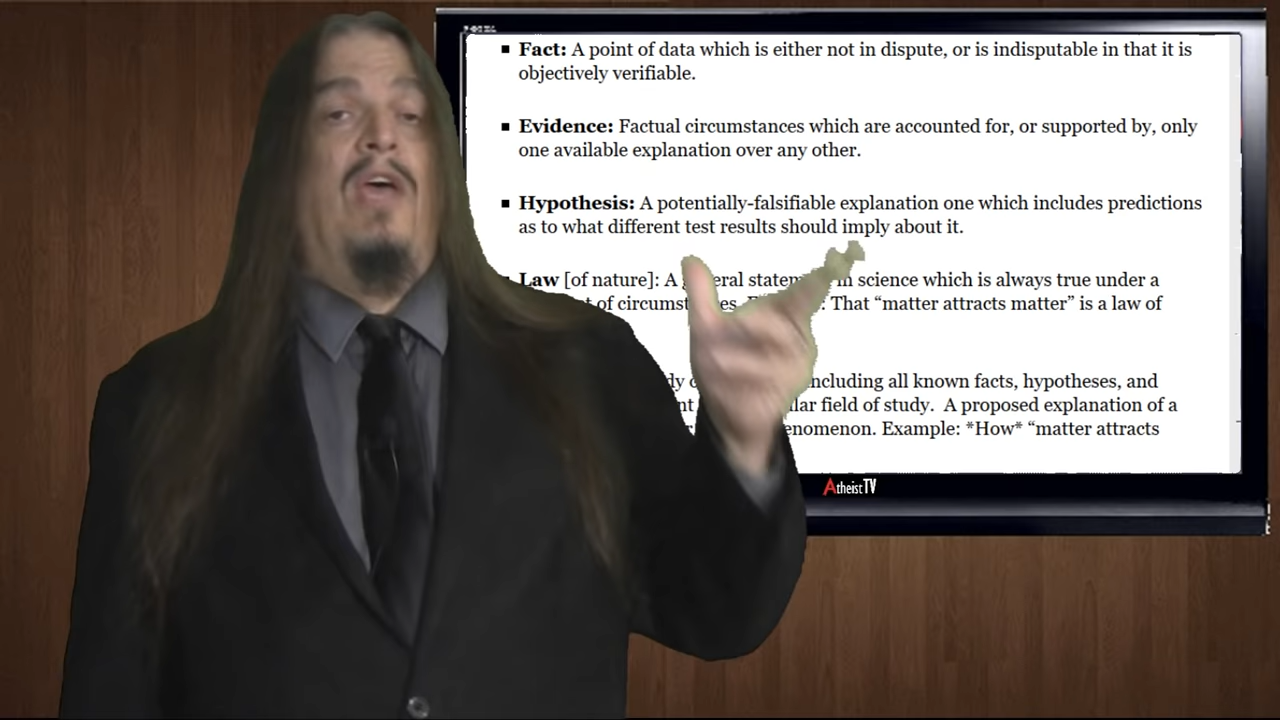 Fact: A point of data which is either not in dispute, or is indisputable in that it is
objectively verifiable.
Evidence: Factual circumstances which are accounted for, or supported by, only
one available explanation over any other.
Hypothesis: A potentially-falsifiable explanation one which includes predictions
as to what different test results should imply about it.
Law [of nature]: A in science which is always true under a
of That “matter attracts matter” is a law of
including all known facts, hypotheses, and
field of study. A proposed explanation of a
Example: *How* “matter attracts
AtheistTV